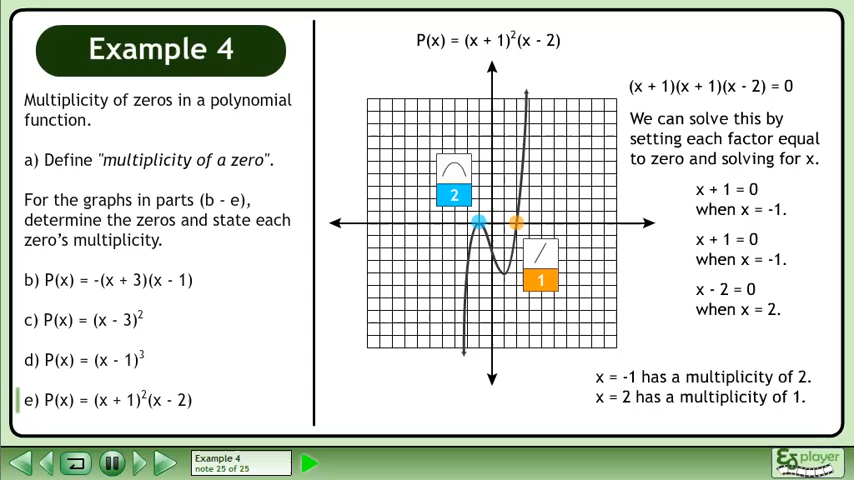 Example 4
Multiplicity of zeros in a polynomial
function.
a) Define "multiplicity of a zero".
For the graphs in parts (b - e),
determine the zeros and state each
zero's multiplicity.
b) P(x) = -(x + 3)(x - 1)
c) P(x) = (x - 3)²
d) P(x) = (x - 1)³
e) P(x) = (x + 1)²(x - 2)
P(x) = (x + 1)²(x - 2)
2
1
(x + 1)(x + 1)(x - 2) = 0
We can solve this by
setting each factor equal
to zero and solving for x.
x + 1 = 0
when x = -1.
x + 1 = 0
when x = -1.
x - 2 = 0
when x = 2.
x = -1 has a multiplicity of 2.
x = 2 has a multiplicity of 1.
Example 4
note 25 of 25
player